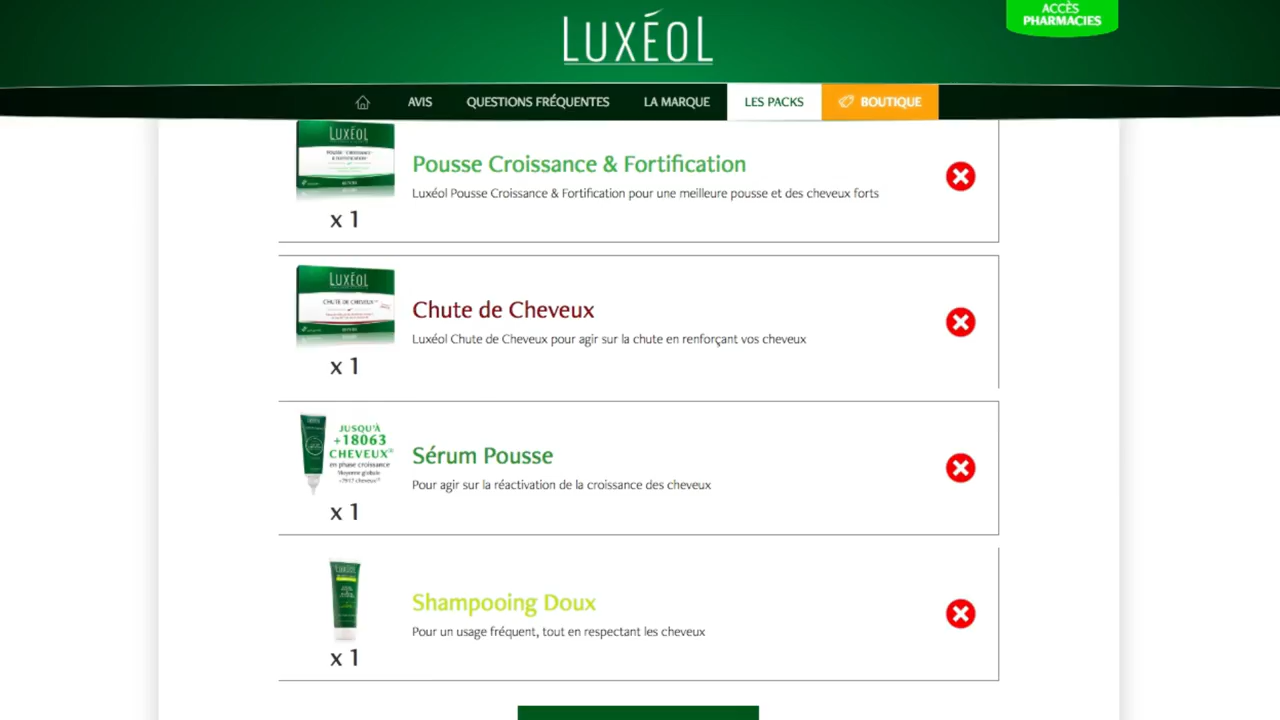 ACCÈS
PHARMACIES
LUXÉOL
AVIS
QUESTIONS FRÉQUENTES
LA MARQUE
LES PACKS
BOUTIQUE
LUXÉOL
Pousse Croissance & Fortification
Luxéol Pousse Croissance & Fortification pour une meilleure pousse et des cheveux forts
x 1
LUXÉOL
CHUTE DE CHEVEUX
Chute de Cheveux
Luxéol Chute de Cheveux pour agir sur la chute en renforçant vos cheveux
x 1
JUSQU'À
+18063
CHEVEUX
en phase croissance
Moyenne globale
Sérum Pousse
Pour agir sur la réactivation de la croissance des cheveux
x 1
LUXÉOL
Shampooing Doux
Pour un usage fréquent, tout en respectant les cheveux
x 1